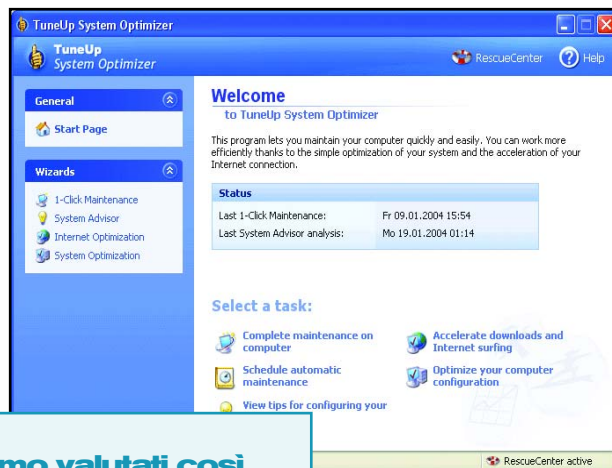 TuneUp System Optimizer
TuneUp
System Optimizer
RescueCenter
Help
General
Start Page
Wizards
1-Click Maintenance
System Advisor
Internet Optimization
System Optimization
Welcome
to TuneUp System Optimizer
This program lets you maintain your computer quickly and easily. You can work more
efficiently thanks to the simple optimization of your system and the acceleration of your
Internet connection.
Status
Last 1-Click Maintenance: Fr 09.01.2004 15:54
Last System Advisor analysis: Mo 19.01.2004 01:14
Select a task:
Complete maintenance on
computer
Accelerate downloads and
Internet surfing
Schedule automatic
maintenance
Optimize your computer
configuration
View tips for configuring your
valutati così
RescueCenter active